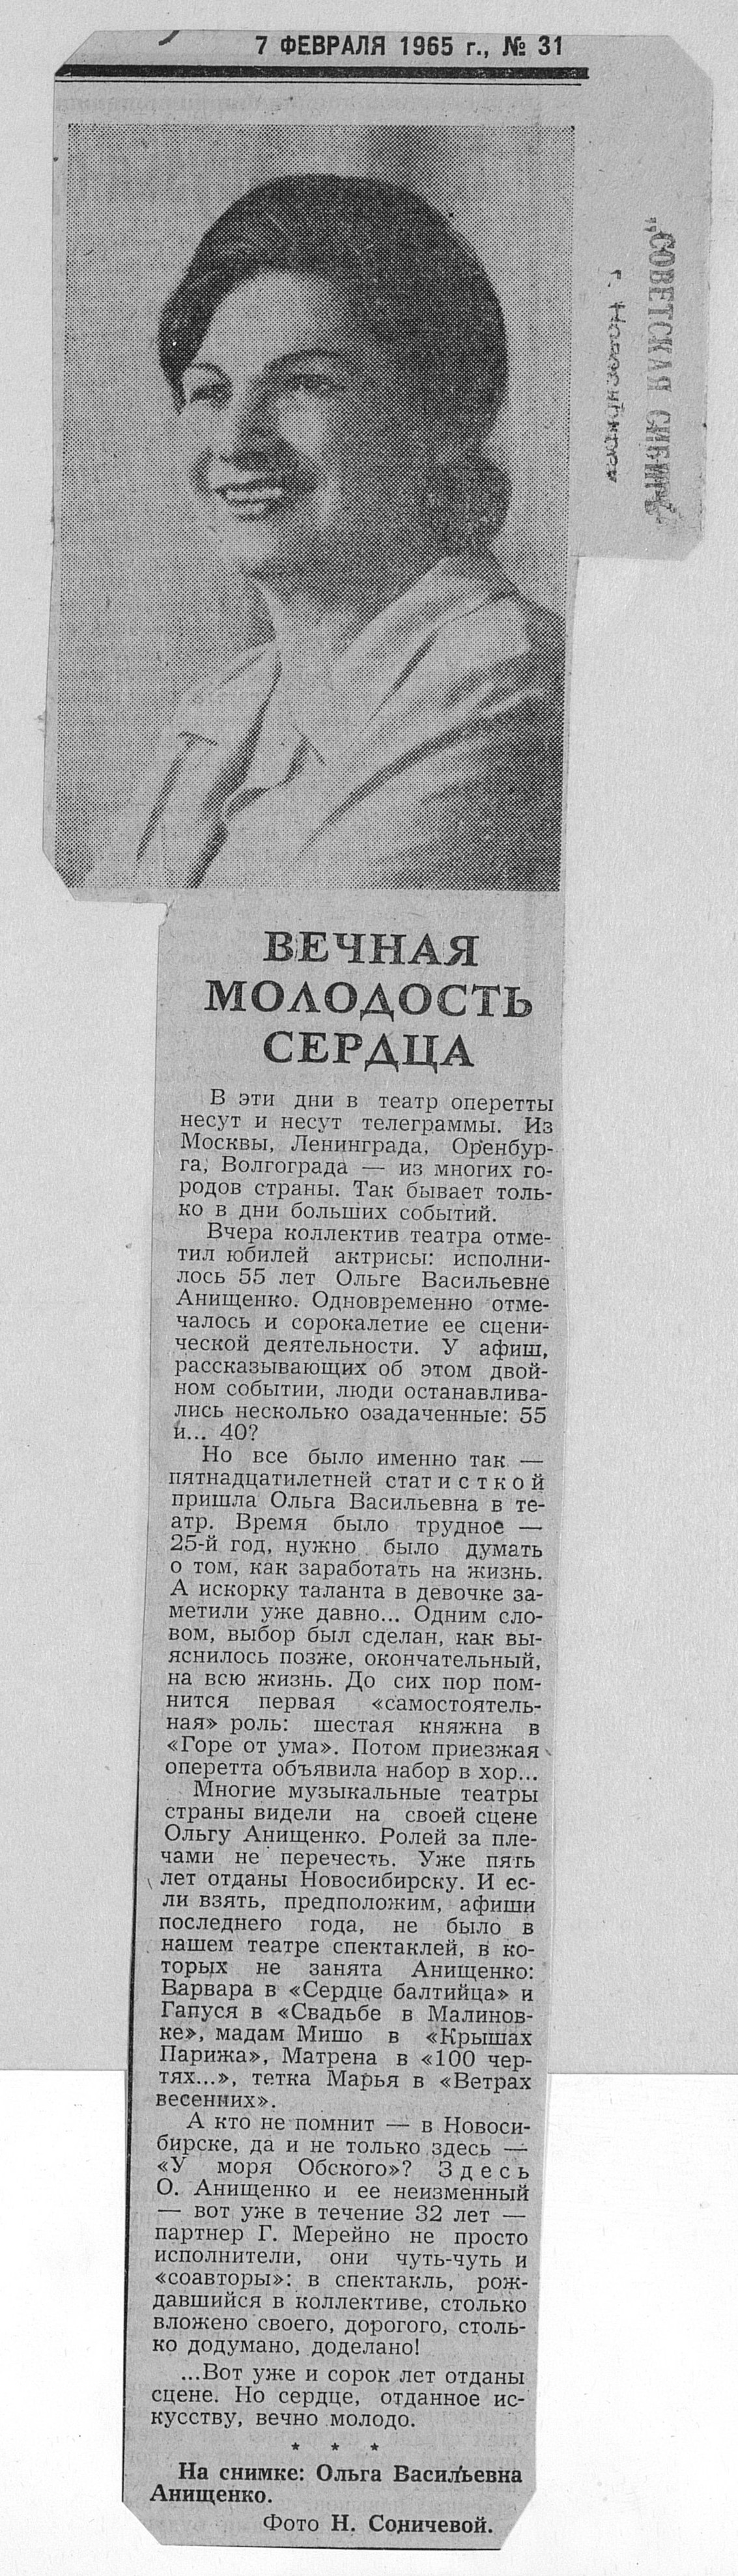 7 ФЕВРАЛЯ 1965 г., № 31
„СОВЕТСКАЯ СИБИРЬ
г. Новосибирск
ВЕЧНАЯ
МОЛОДОСТЬ
СЕРДЦА
В эти дни в театр оперетты
несут и несут телеграммы. Из
Москвы, Ленинграда, Оренбур-
га, Волгограда — из многих го-
родов страны. Так бывает толь-
ко в дни больших событий.
Вчера коллектив театра отме-
тил юбилей актрисы: исполни-
лось 55 лет Ольге Васильевне
Анищенко. Одновременно отме-
чалось и сорокалетие ее сцени-
ческой деятельности. У афиш,
рассказывающих об этом двой-
ном событии, люди останавлива-
лись несколько озадаченные: 55
и... 40?
Но все было именно так —
пятнадцатилетней статисткой
пришла Ольга Васильевна в те-
атр. Время было трудное —
25-й год, нужно было думать
о том, как заработать на жизнь.
А искорку таланта в девочке за-
метили уже давно... Одним сло-
вом, выбор был сделан, как вы-
яснилось позже, окончательный,
на всю жизнь. До сих пор пом-
нится первая «самостоятель-
ная» роль: шестая княжна в
«Горе от ума». Потом приезжая
оперетта объявила набор в хор...
Многие музыкальные театры
страны видели на своей сцене
Ольгу Анищенко. Ролей за пле-
чами не перечесть. Уже пять
лет отданы Новосибирску. И ес-
ли взять, предположим, афиши
последнего года, не было в
нашем театре спектаклей, в ко-
торых не занята Анищенко:
Варвара в «Сердце балтийца» и
Гапуся в «Свадьбе в Малинов-
ке», мадам Мишо в «Крышах
Парижа», Матрена в «100 чер-
тях...», тетка Марья в «Ветрах
весенних».
А кто не помнит — в Новоси-
бирске, да и не только здесь —
«У моря Обского»? Здесь
О. Анищенко и ее неизменный
— вот уже в течение 32 лет —
партнер Г. Мерейно не просто
исполнители, они чуть-чуть и
«соавторы»: в спектакль, рож-
давшийся в коллективе, столько
вложено своего, дорогого, столь-
ко додумано, доделано!
...Вот уже и сорок лет отданы
сцене. Но сердце, отданное ис-
кусству, вечно молодо.
* * *
На снимке: Ольга Васильевна
Анищенко.
Фото Н. Соничевой.